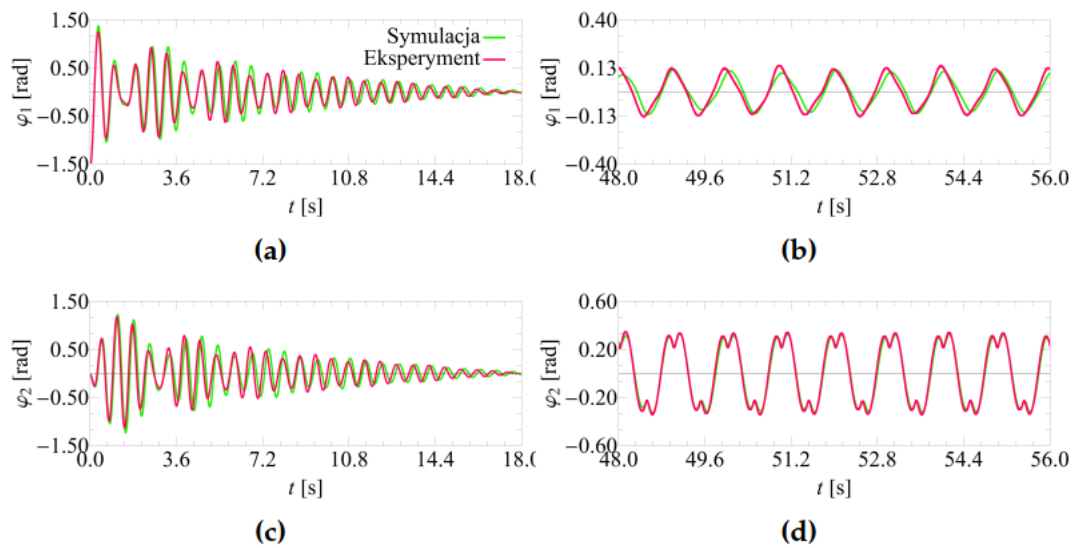 1.50
0.50
−0.50
−1.50
φ1 [rad]
Symulacja
Eksperyment
0.0 3.6 7.2 10.8 14.4 18.0
t [s]
(a)
0.40
0.13
−0.13
−0.40
φ1 [rad]
48.0 49.6 51.2 52.8 54.4 56.0
t [s]
(b)
1.50
0.50
−0.50
−1.50
φ2 [rad]
0.0 3.6 7.2 10.8 14.4 18.0
t [s]
(c)
0.60
0.20
−0.20
−0.60
φ2 [rad]
48.0 49.6 51.2 52.8 54.4 56.0
t [s]
(d)